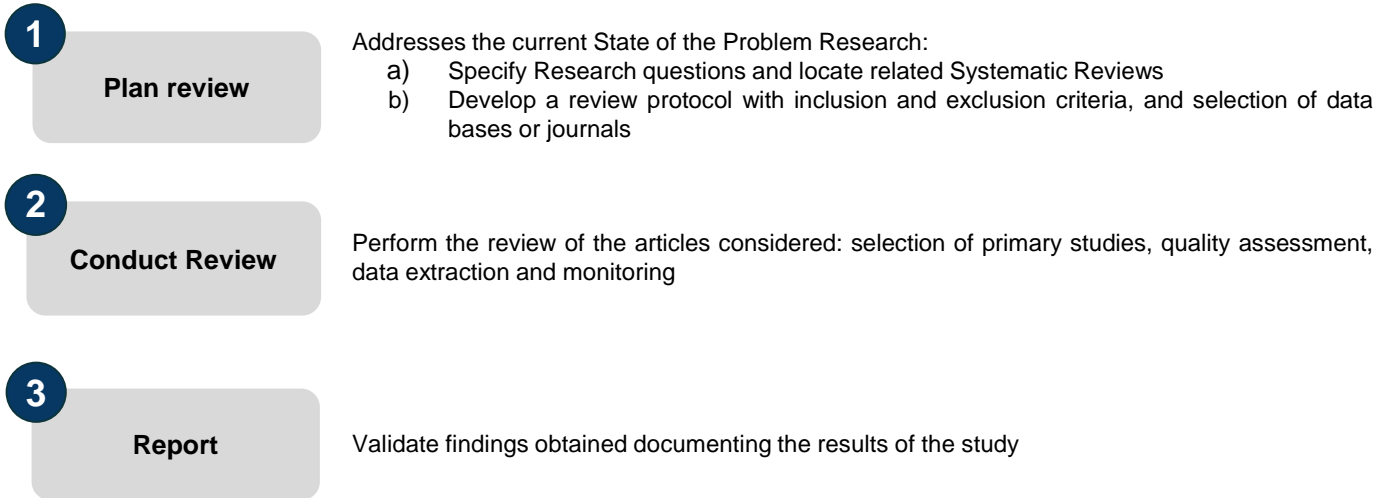 1
Plan review
Addresses the current State of the Problem Research:
a) Specify Research questions and locate related Systematic Reviews
b) Develop a review protocol with inclusion and exclusion criteria, and selection of data
bases or journals
2
Conduct Review
Perform the review of the articles considered: selection of primary studies, quality assessment,
data extraction and monitoring
3
Report
Validate findings obtained documenting the results of the study